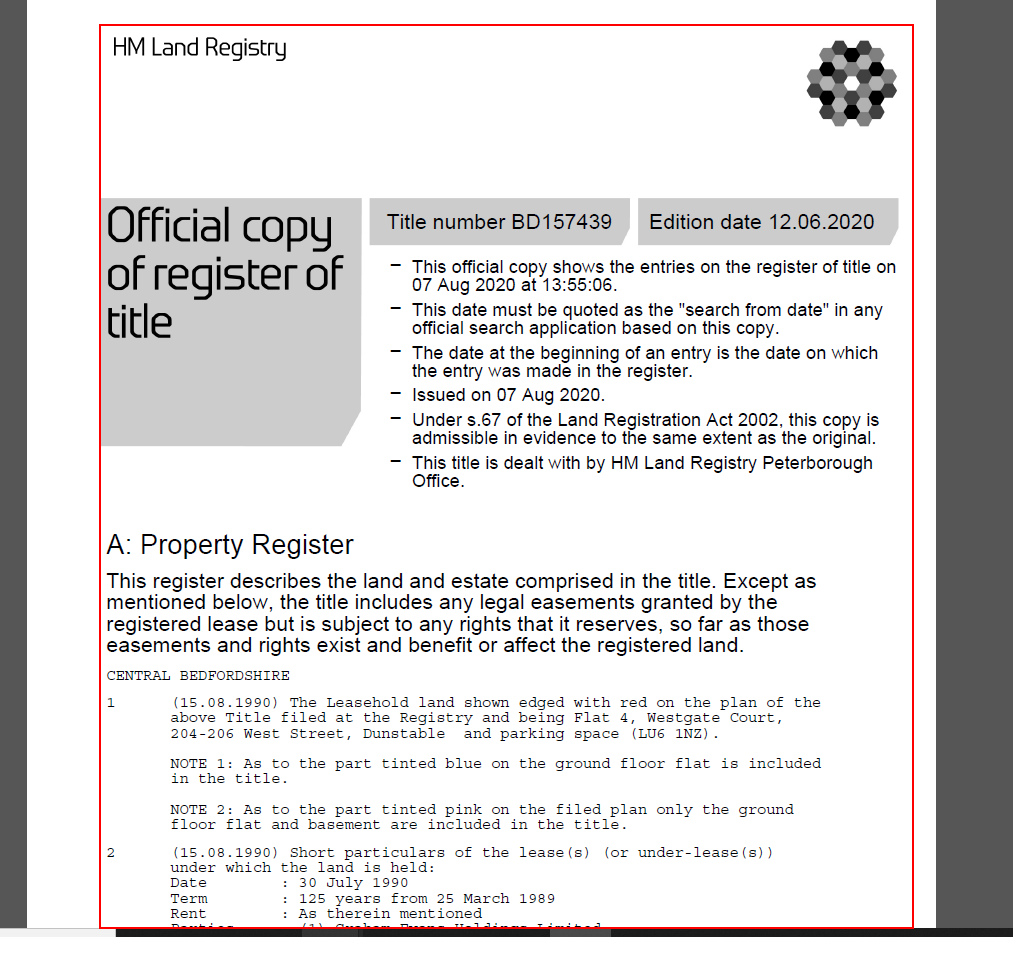 HM Land Registry
Official copy
of register of
title
Title number BD157439
Edition date 12.06.2020
– This official copy shows the entries on the register of title on
07 Aug 2020 at 13:55:06.
– This date must be quoted as the "search from date" in any
official search application based on this copy.
– The date at the beginning of an entry is the date on which
the entry was made in the register.
– Issued on 07 Aug 2020.
– Under s.67 of the Land Registration Act 2002, this copy is
admissible in evidence to the same extent as the original.
– This title is dealt with by HM Land Registry Peterborough
Office.
A: Property Register
This register describes the land and estate comprised in the title. Except as
mentioned below, the title includes any legal easements granted by the
registered lease but is subject to any rights that it reserves, so far as those
easements and rights exist and benefit or affect the registered land.
CENTRAL BEDFORDSHIRE
1 (15.08.1990) The Leasehold land shown edged with red on the plan of the
above Title filed at the Registry and being Flat 4, Westgate Court,
204-206 West Street, Dunstable and parking space (LU6 1NZ).
NOTE 1: As to the part tinted blue on the ground floor flat is included
in the title.
NOTE 2: As to the part tinted pink on the filed plan only the ground
floor flat and basement are included in the title.
2 (15.08.1990) Short particulars of the lease(s) (or under-lease(s))
under which the land is held:
Date : 30 July 1990
Term : 125 years from 25 March 1989
Rent : As therein mentioned